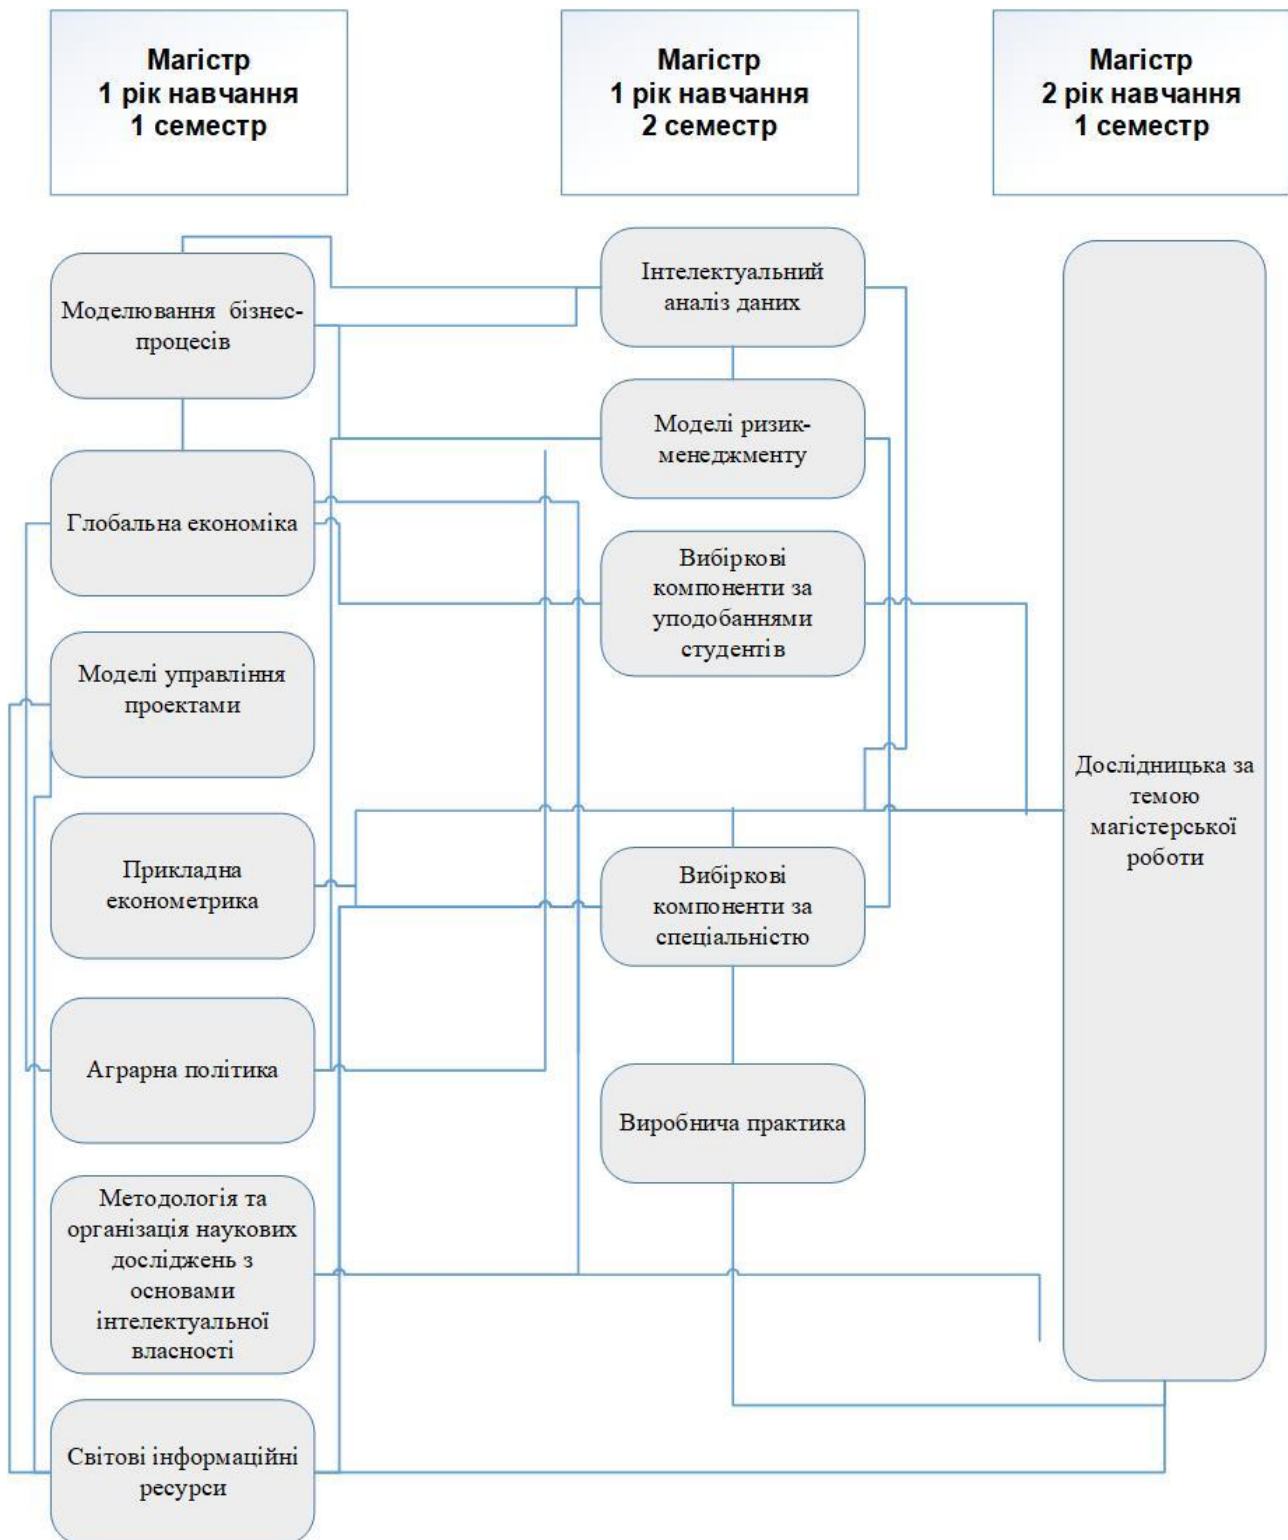 Магістр
1 рік навчання
1 семестр
Магістр
1 рік навчання
2 семестр
Магістр
2 рік навчання
1 семестр
Моделювання бізнес-
процесів
Глобальна економіка
Моделі управління
проектами
Прикладна
економетрика
Аграрна політика
Методологія та
організація наукових
досліджень з
основами
інтелектуальної
власності
Світові інформаційні
ресурси
Інтелектуальний
аналіз даних
Моделі ризик-
менеджменту
Вибіркові
компоненти за
уподобаннями
студентів
Вибіркові
компоненти за
спеціальністю
Виробнича практика
Дослідницька за
темою
магістерської
роботи